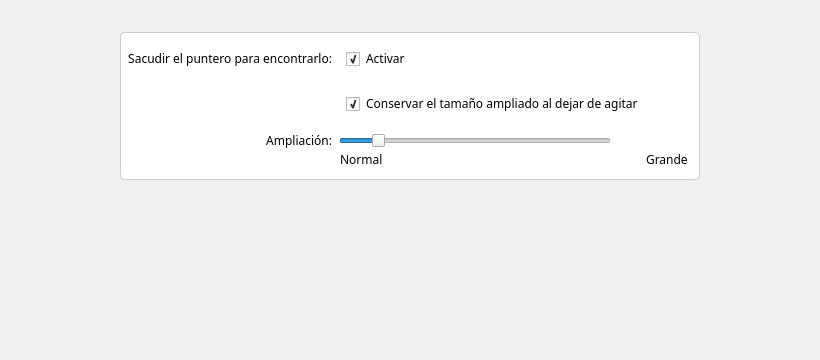 Sacudir el puntero para encontrarlo: Activar
Conservar el tamaño ampliado al dejar de agitar
Ampliación:
Normal Grande